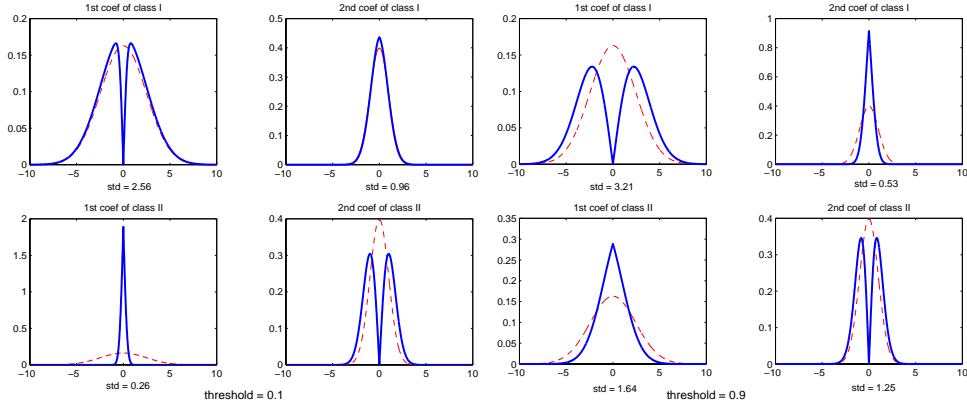 1st coef of class I
2nd coef of class I
1st coef of class I
2nd coef of class I
0.2
0.15
0.1
0.05
0
−10 −5 0 5 10
std = 2.56
0.5
0.4
0.3
0.2
0.1
0
−10 −5 0 5 10
std = 0.96
0.2
0.15
0.1
0.05
0
−10 −5 0 5 10
std = 3.21
1
0.8
0.6
0.4
0.2
0
−10 −5 0 5 10
std = 0.53
1st coef of class II
2nd coef of class II
1st coef of class II
2nd coef of class II
2
1.5
1
0.5
0
−10 −5 0 5 10
std = 0.26
0.4
0.3
0.2
0.1
0
−10 −5 0 5 10
0.35
0.3
0.25
0.2
0.15
0.1
0.05
0
−10 −5 0 5 10
std = 1.64
0.4
0.3
0.2
0.1
0
−10 −5 0 5 10
std = 1.25
threshold = 0.1
threshold = 0.9